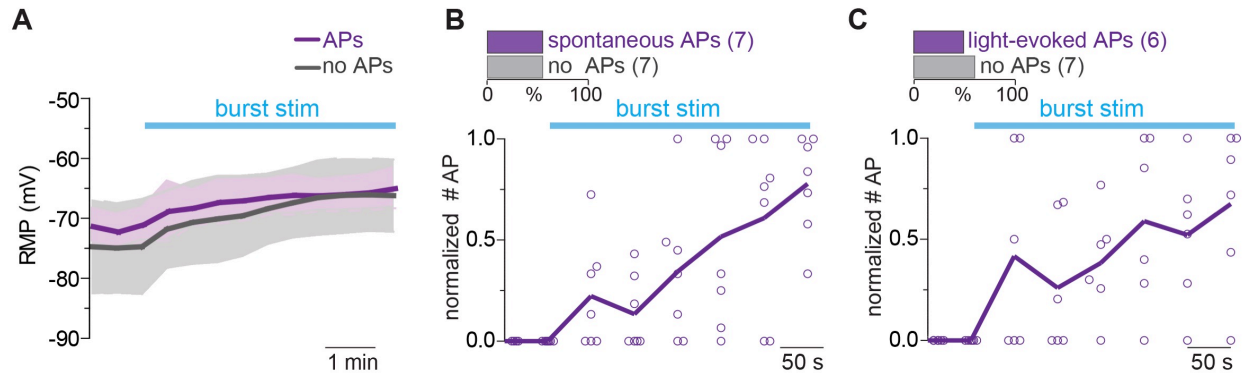 A
APs
no APs
burst stim
-50
-60
-70
-80
-90
RMP (mV)
1 min
B
spontaneous APs (7)
no APs (7)
0 % 100
burst stim
1.0
0.5
0.0
normalized # AP
50 s
C
light-evoked APs (6)
no APs (7)
0 % 100
burst stim
1.0
0.5
0.0
normalized # AP
50 s